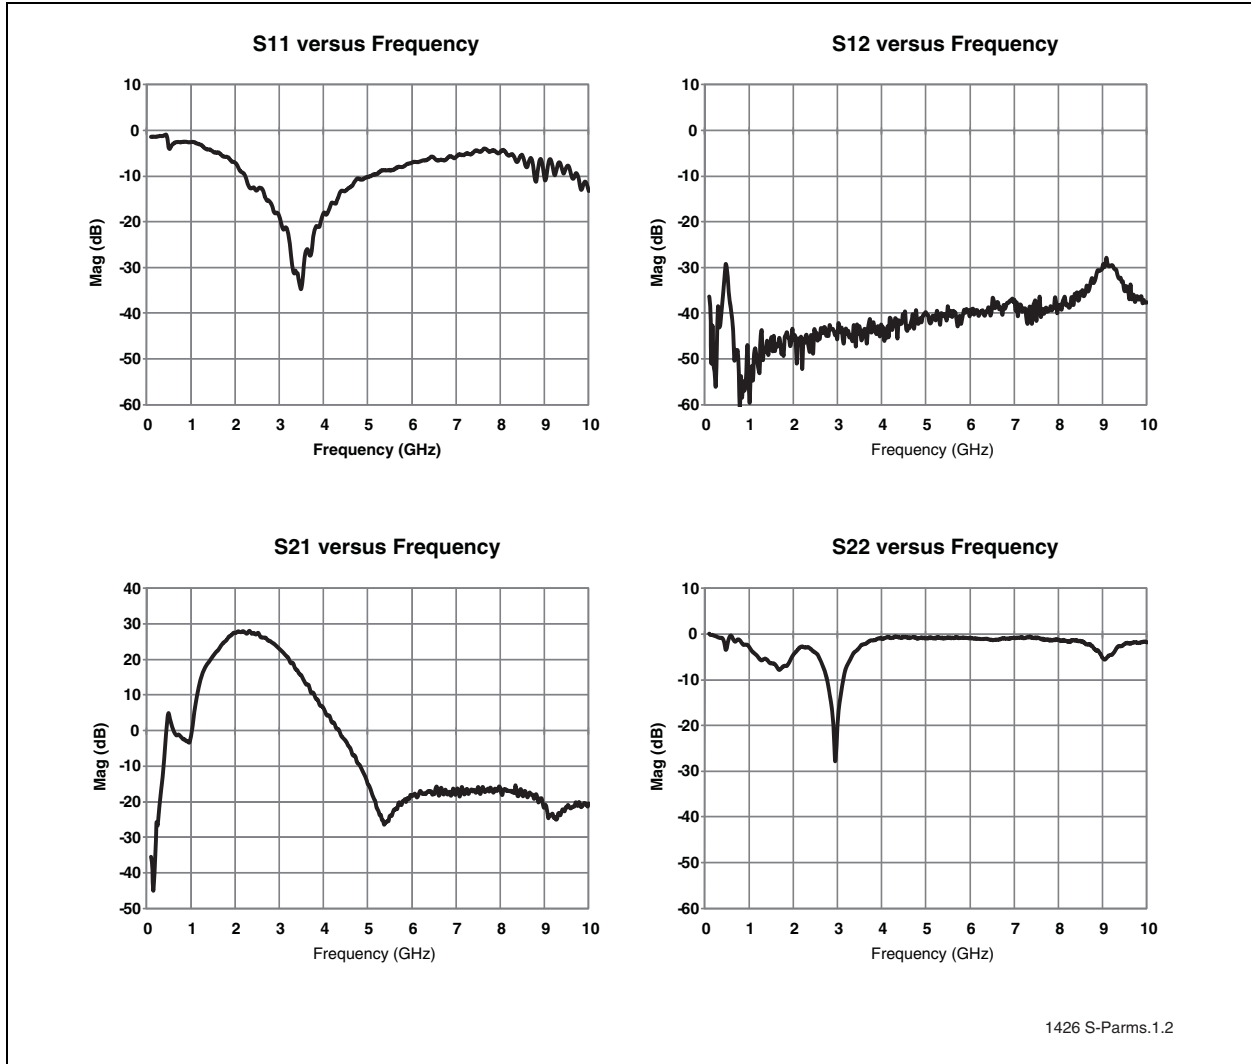 S11 versus Frequency
10
0
-10
-20
-30
-40
-50
-60
Mag (dB)
0 1 2 3 4 5 6 7 8 9 10
Frequency (GHz)
S12 versus Frequency
10
0
-10
-20
-30
-40
-50
-60
Mag (dB)
0 1 2 3 4 5 6 7 8 9 10
Frequency (GHz)
S21 versus Frequency
40
30
20
10
0
-10
-20
-30
-40
-50
Mag (dB)
0 1 2 3 4 5 6 7 8 9 10
Frequency (GHz)
S22 versus Frequency
10
0
-10
-20
-30
-40
-50
-60
Mag (dB)
0 1 2 3 4 5 6 7 8 9 10
Frequency (GHz)
1426 S-Parms.1.2